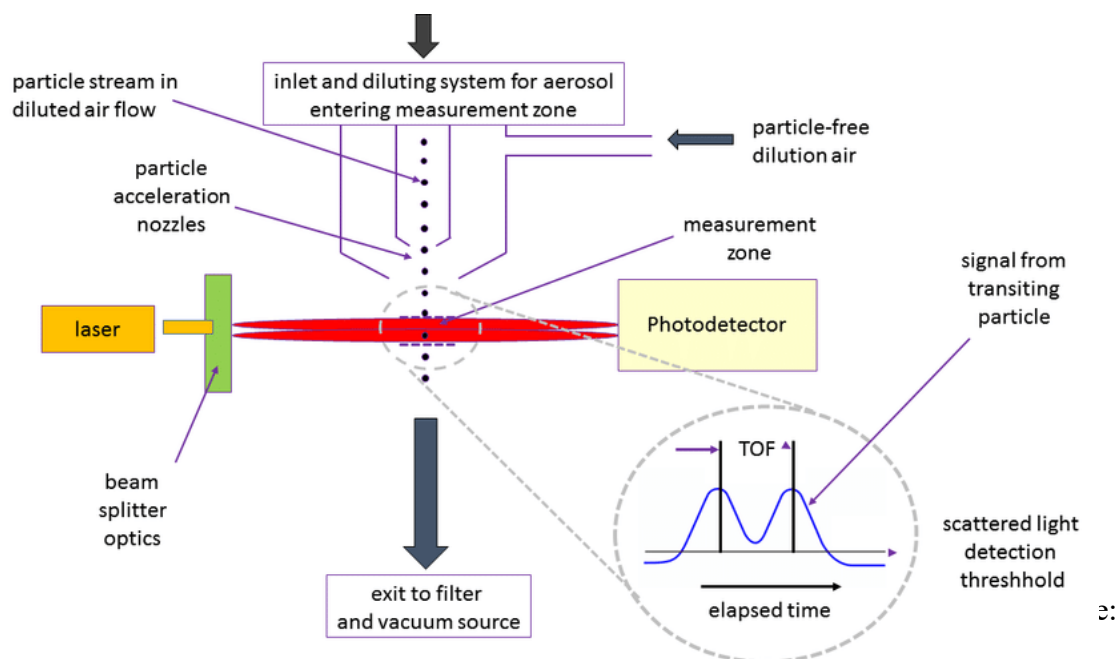 inlet and diluting system for aerosol
entering measurement zone
particle stream in
diluted air flow
particle-free
dilution air
particle
acceleration
nozzles
measurement
zone
signal from
transiting
particle
laser
Photodetector
TOF
beam
splitter
optics
scattered light
detection
threshhold
elapsed time
exit to filter
and vacuum source
e: